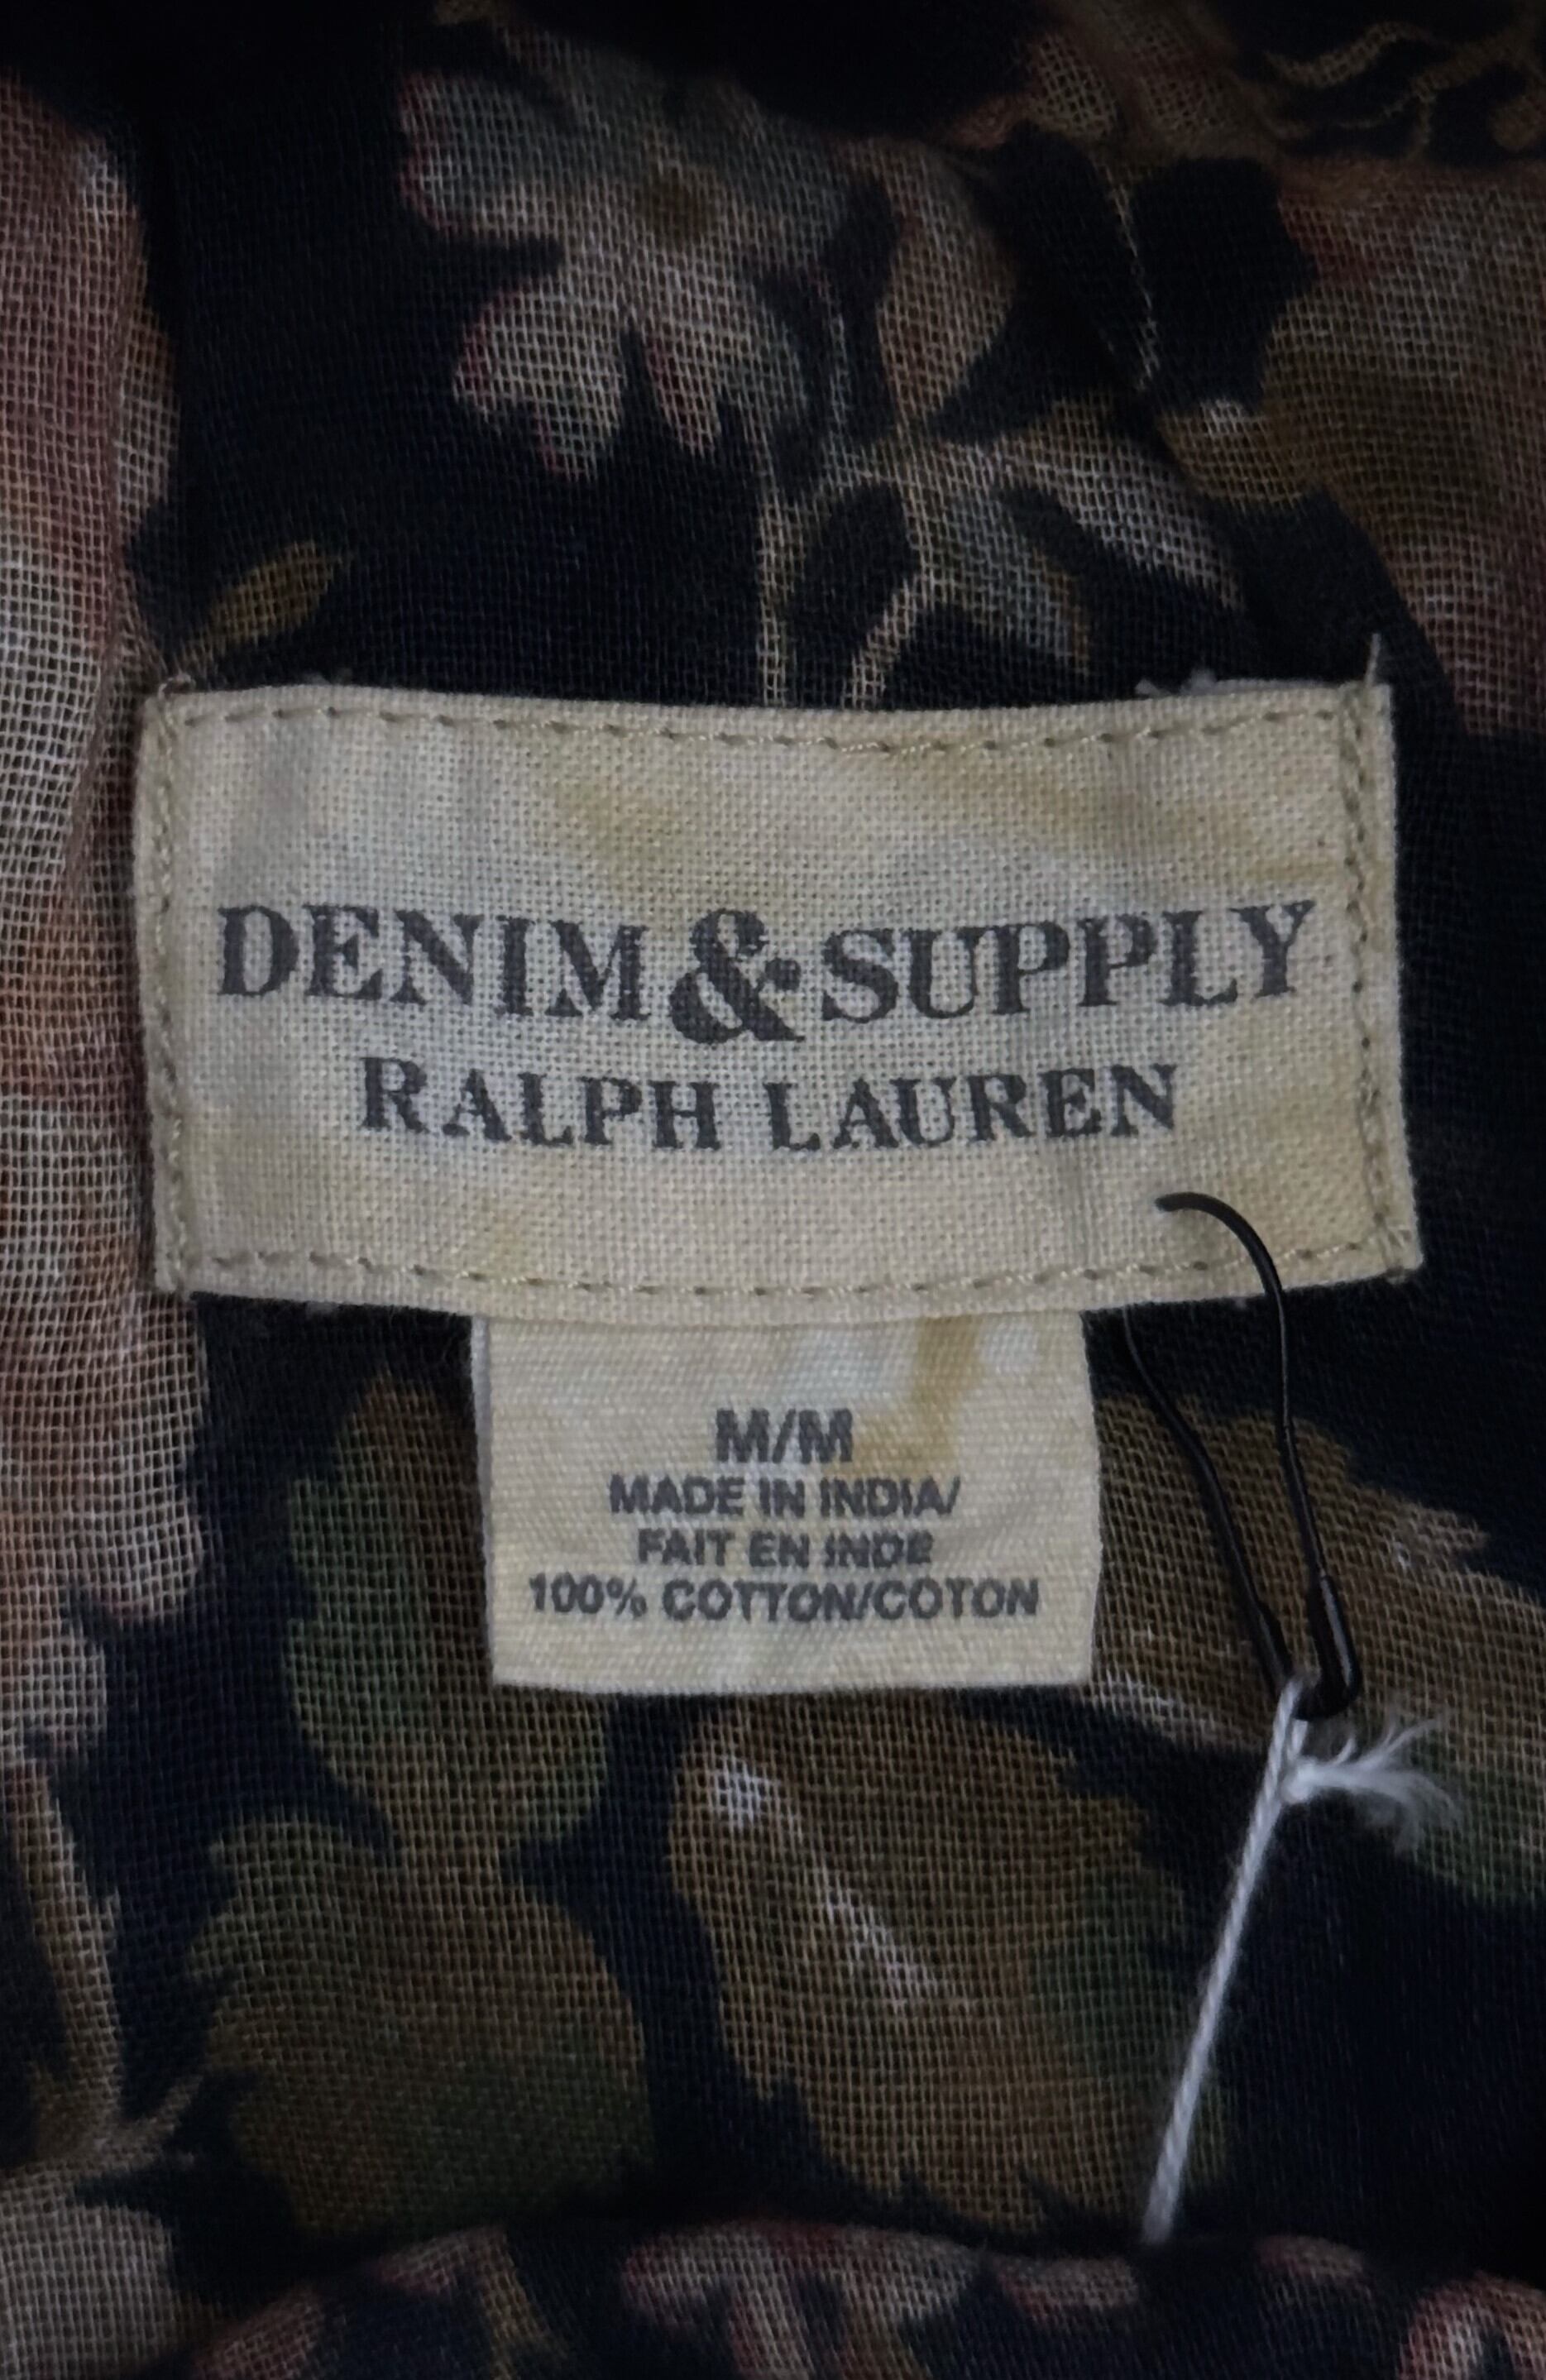 DENIM & SUPPLY
RALPH LAUREN
M/M
MADE IN INDIA/
FAIT EN INDE
100% COTTON/COTON